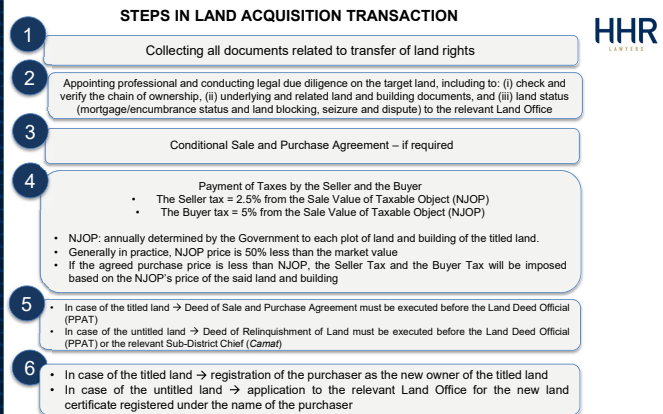 STEPS IN LAND ACQUISITION TRANSACTION
HHR
LAWYERS
1
Collecting all documents related to transfer of land rights
2
Appointing professional and conducting legal due diligence on the target land, including to: (i) check and
verify the chain of ownership, (ii) underlying and related land and building documents, and (iii) land status
(mortgage/encumbrance status and land blocking, seizure and dispute) to the relevant Land Office
3
Conditional Sale and Purchase Agreement – if required
4
Payment of Taxes by the Seller and the Buyer
• The Seller tax = 2.5% from the Sale Value of Taxable Object (NJOP)
• The Buyer tax = 5% from the Sale Value of Taxable Object (NJOP)
• NJOP: annually determined by the Government to each plot of land and building of the titled land.
• Generally in practice, NJOP price is 50% less than the market value
• If the agreed purchase price is less than NJOP, the Seller Tax and the Buyer Tax will be imposed
based on the NJOP's price of the said land and building
5
• In case of the titled land → Deed of Sale and Purchase Agreement must be executed before the Land Deed Official
(PPAT)
• In case of the untitled land → Deed of Relinquishment of Land must be executed before the Land Deed Official
(PPAT) or the relevant Sub-District Chief (Camat)
6
• In case of the titled land → registration of the purchaser as the new owner of the titled land
• In case of the untitled land → application to the relevant Land Office for the new land
certificate registered under the name of the purchaser